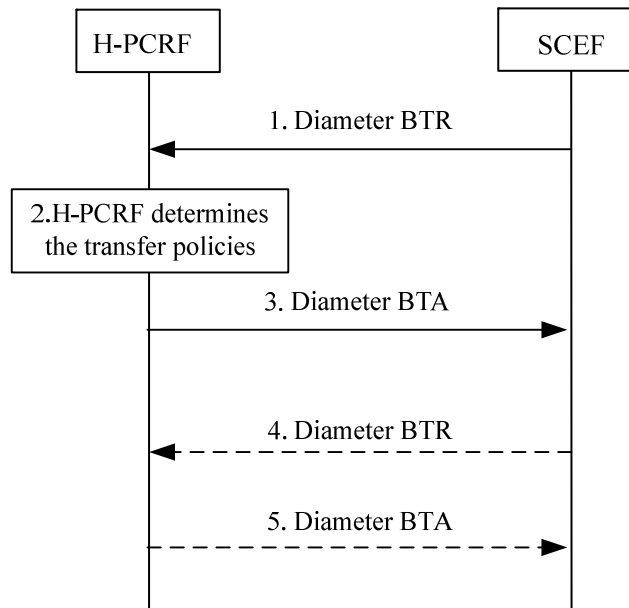 H-PCRF
SCEF
1. Diameter BTR
2.H-PCRF determines
the transfer policies
3. Diameter BTA
4. Diameter BTR
5. Diameter BTA